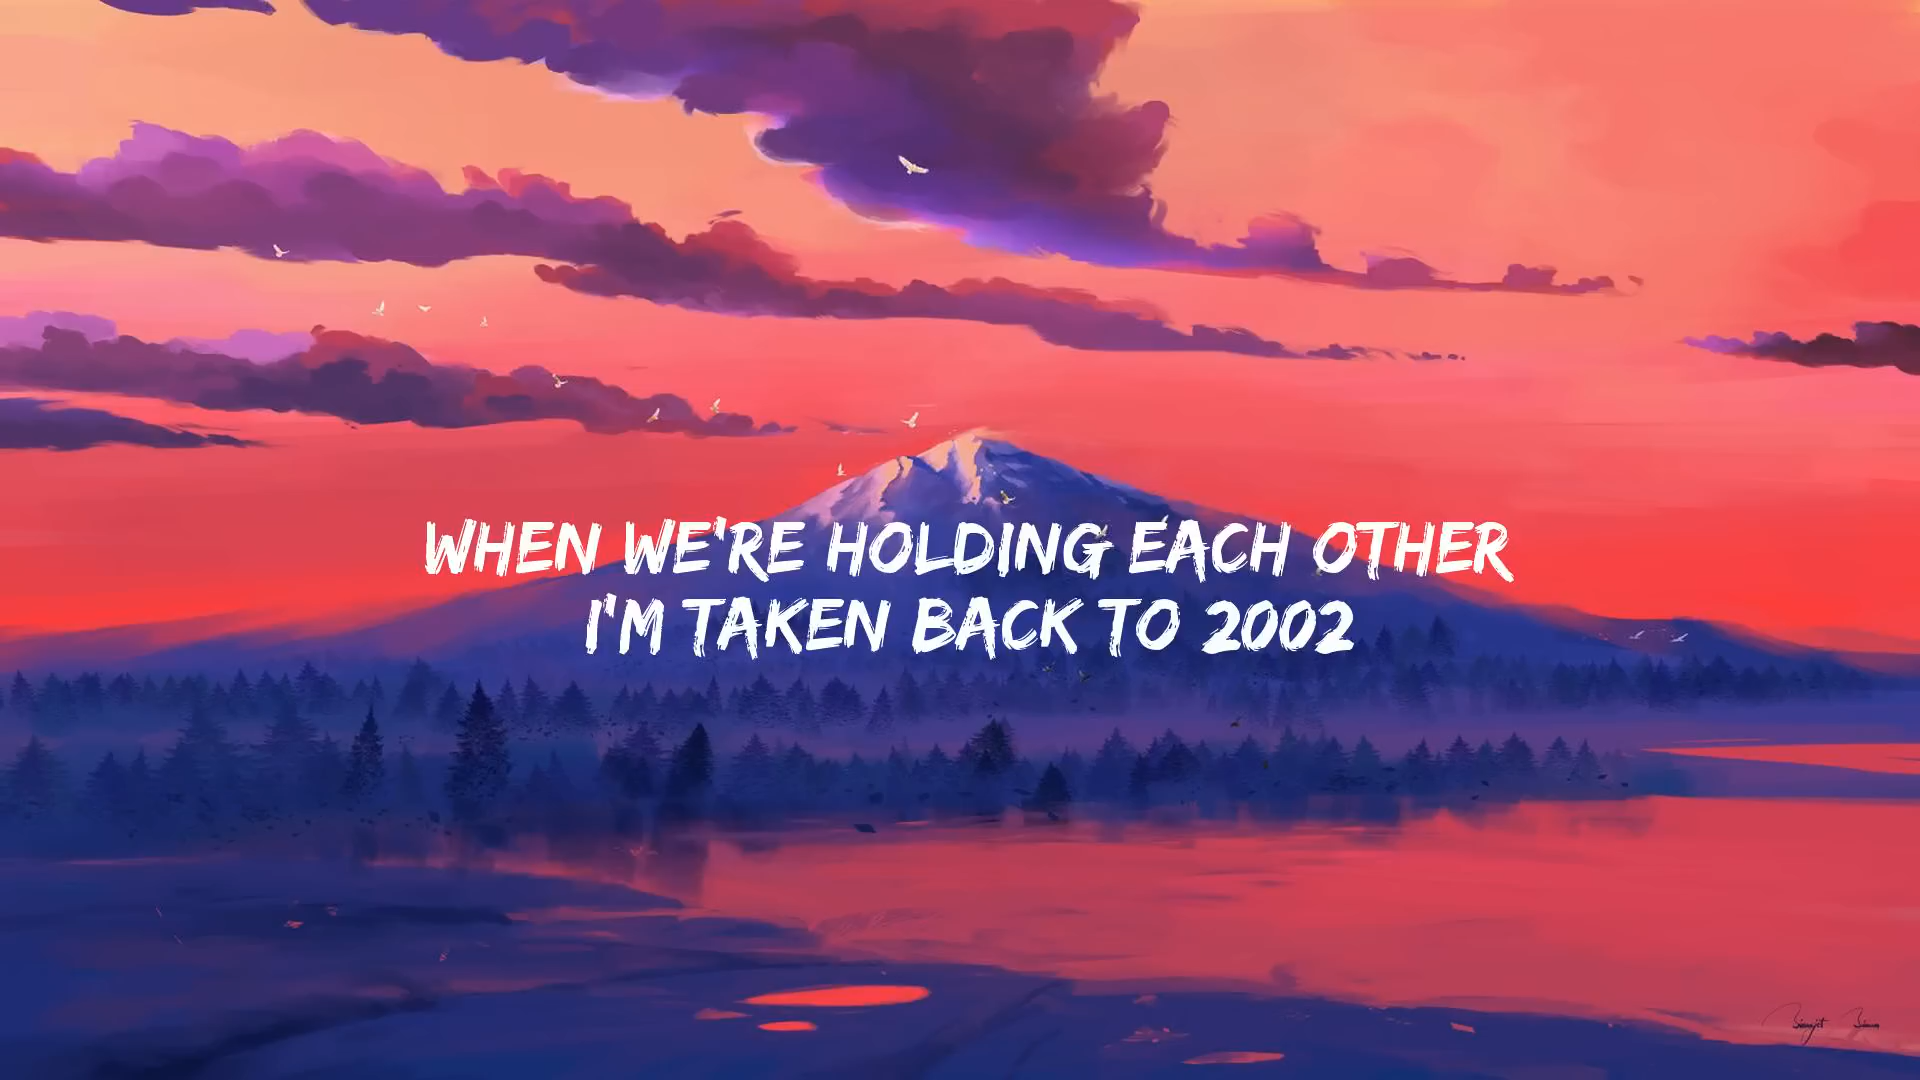 WHEN WE'RE HOLDING EACH OTHER
I'M TAKEN BACK TO 2002